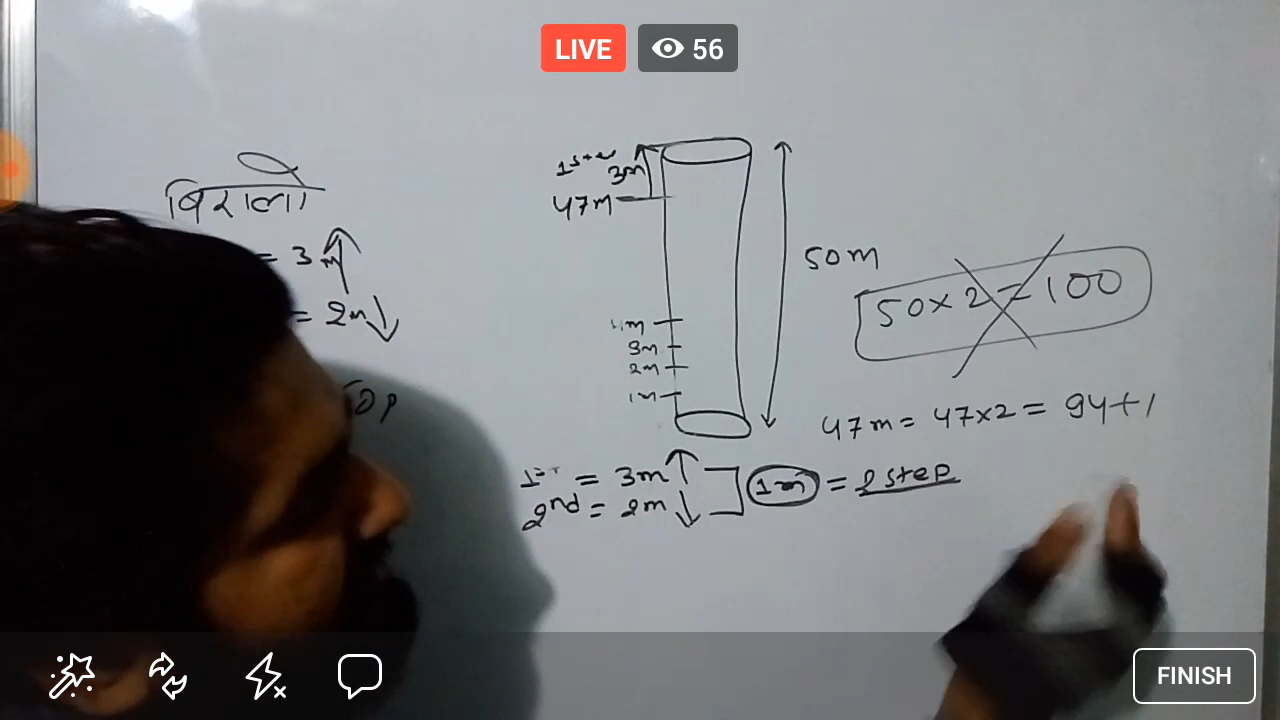 LIVE 56
बिरालो
= 3m
= 2m
TOP
1st
3m
47m
4m
3m
2m
1m
50m
50×2=100
47m = 47×2 = 94+1
1st = 3m
2nd = 2m
1m = 2 step
FINISH